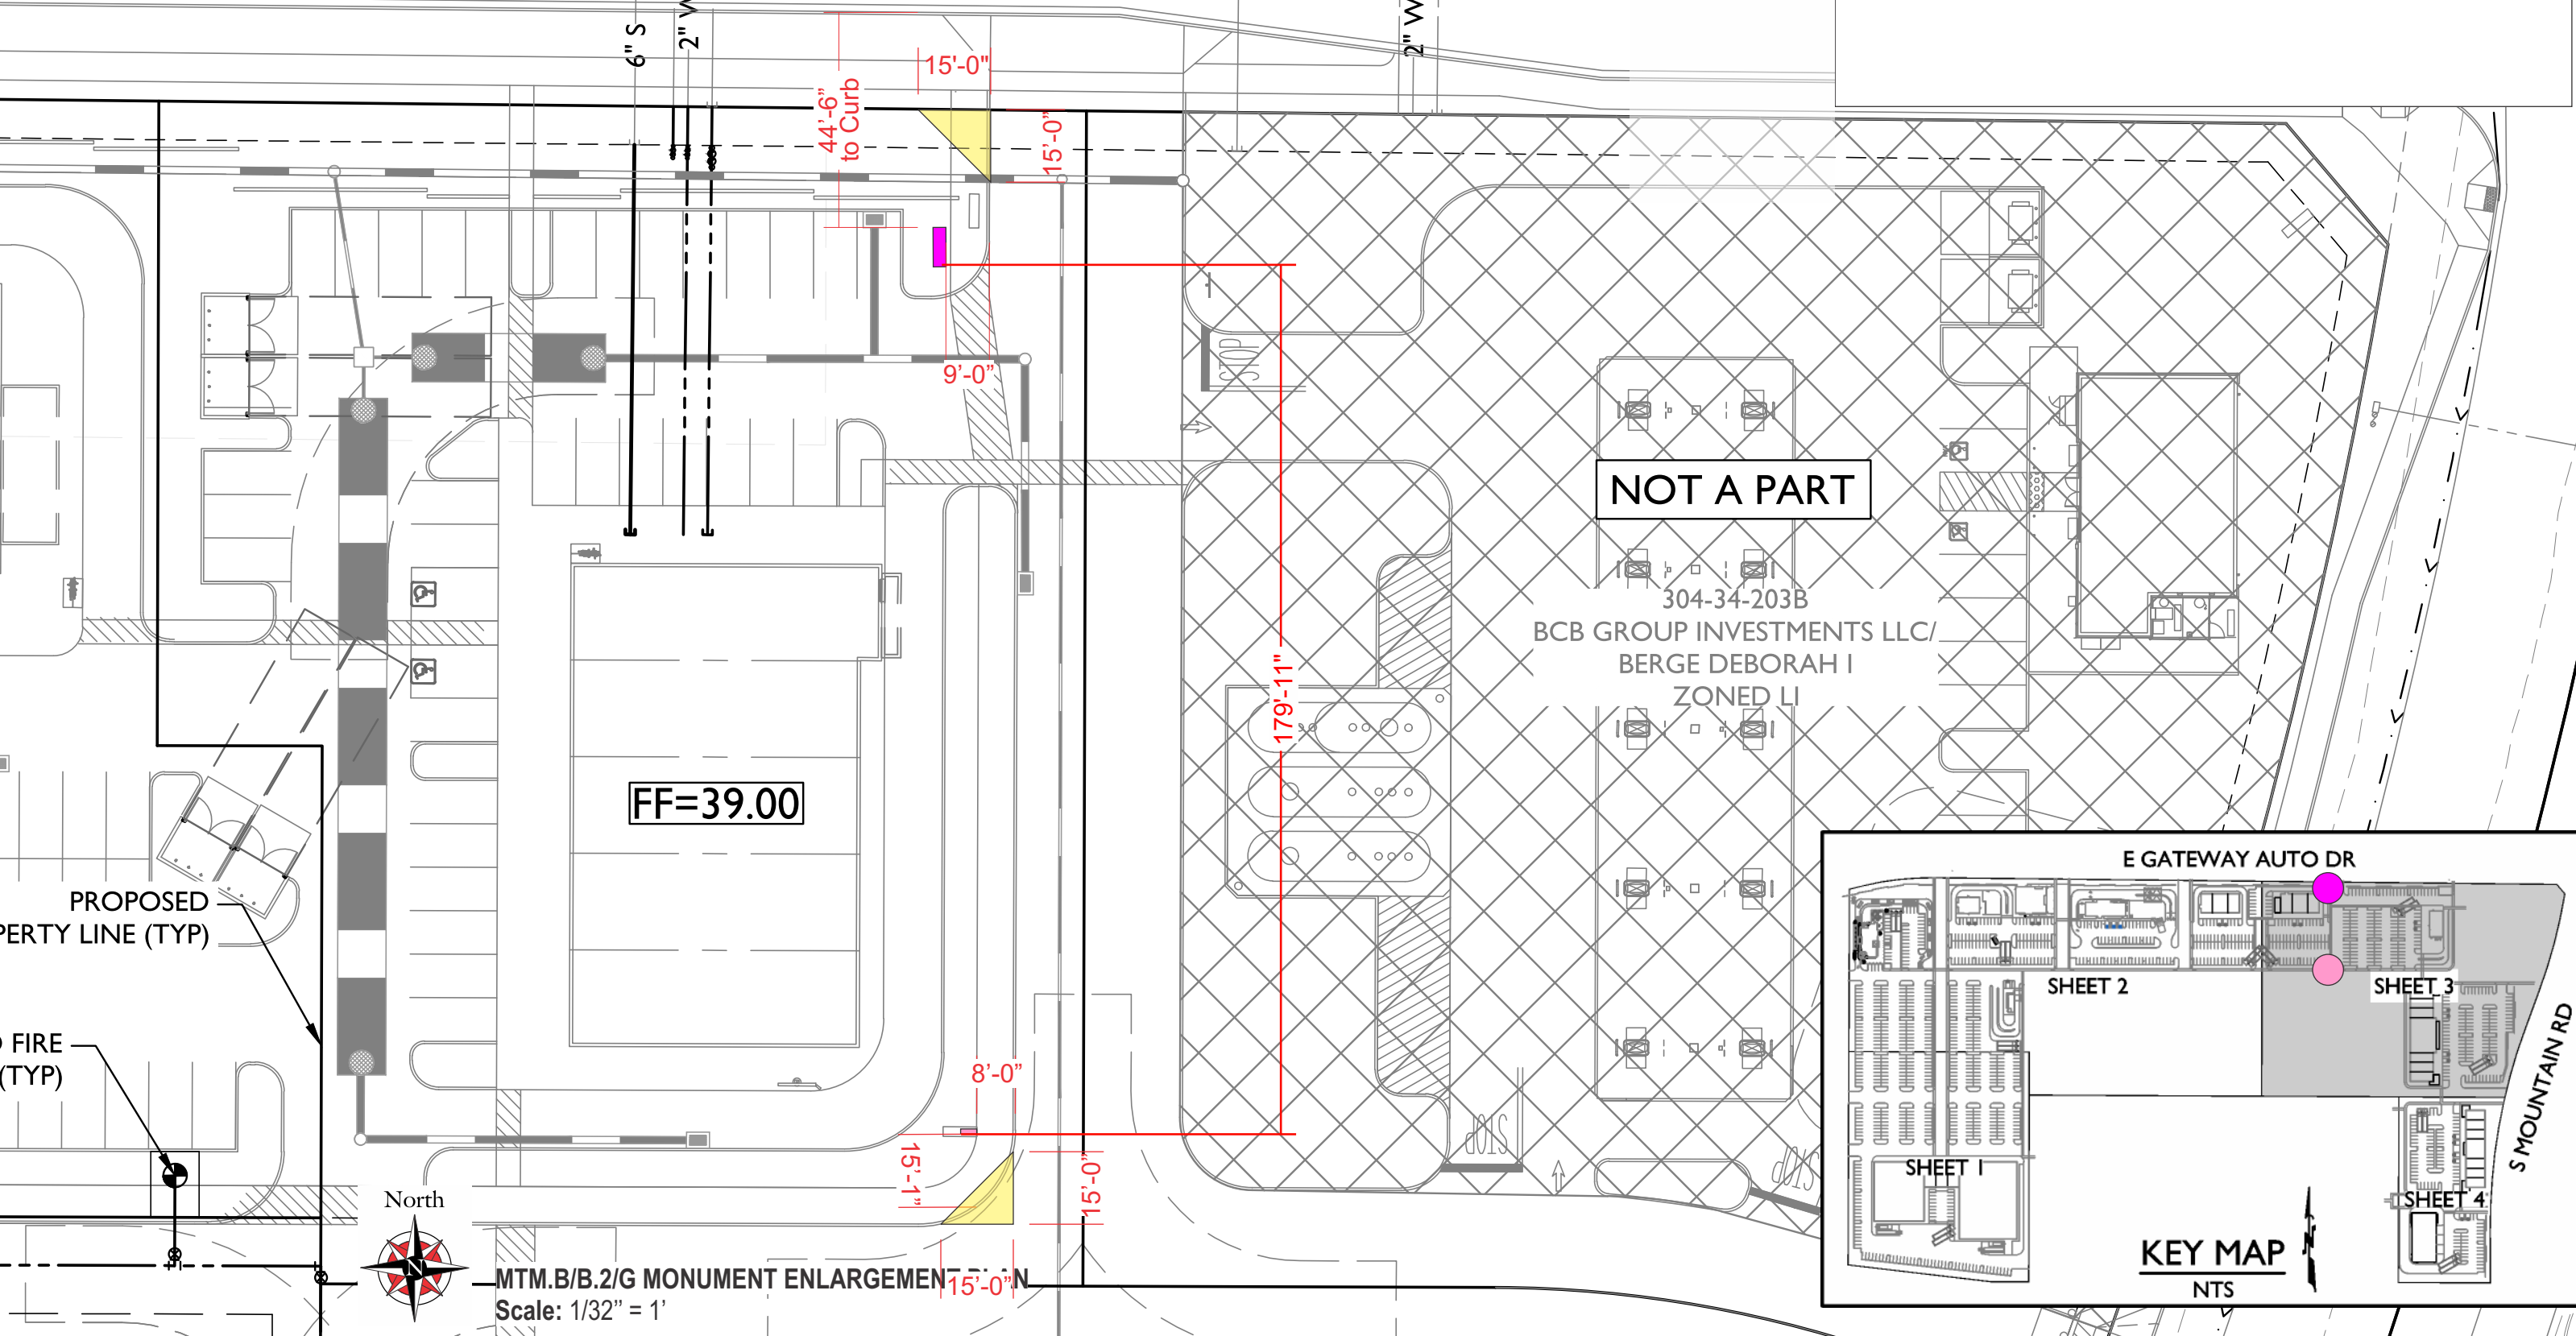 6" S
2" W
2" W
15'-0"
44'-6"
to Curb
15'-0"
9'-0"
STOP
NOT A PART
304-34-203B
BCB GROUP INVESTMENTS LLC/
BERGE DEBORAH I
ZONED LI
179'-11"
FF=39.00
PROPOSED
PERTY LINE (TYP)
FIRE
(TYP)
8'-0"
15'-1"
15'-0"
15'-0"
STOP
STOP
North
N
MTM.B/B.2/G MONUMENT ENLARGEMENT PLAN
Scale: 1/32" = 1'
E GATEWAY AUTO DR
SHEET 2
SHEET 3
SHEET 1
SHEET 4
S MOUNTAIN RD
KEY MAP
NTS